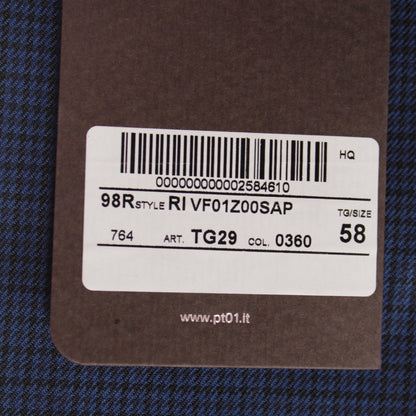 HQ
000000000002584610
98R STYLE RI VF01Z00SAP
TG/SIZE
764 ART. TG29 COL. 0360 58
www.pt01.it